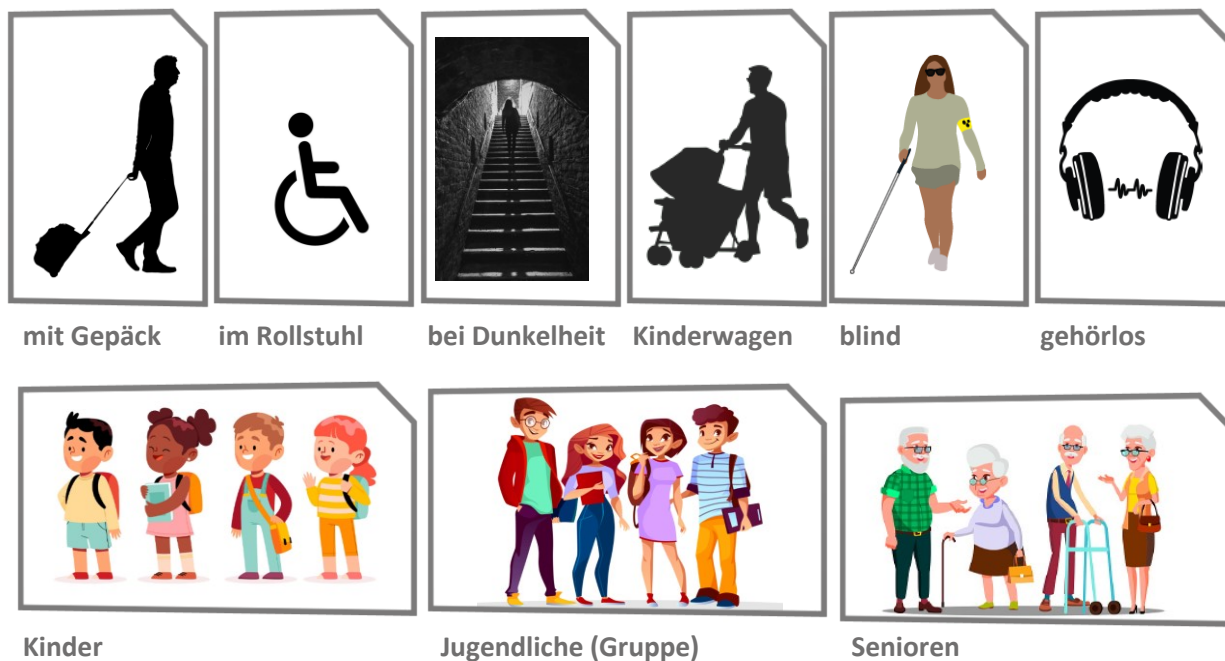 mit Gepäck
im Rollstuhl
bei Dunkelheit
Kinderwagen
blind
gehörlos
Kinder
Jugendliche (Gruppe)
Senioren